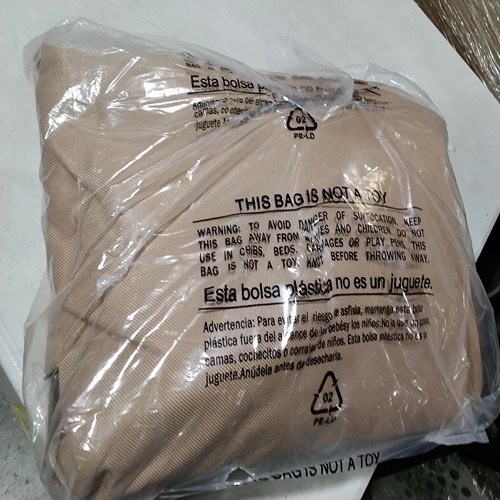 Esta bolsa
02
PE-LD
THIS BAG IS NOT A TOY
WARNING: TO AVOID DANGER OF SUFFOCATION, KEEP
THIS BAG AWAY FROM BABIES AND CHILDREN. DO NOT
USE IN CRIBS, BEDS, CARRIAGES OR PLAY PENS. THIS
BAG IS NOT A TOY. KNOT BEFORE THROWING AWAY.
Esta bolsa plástica no es un juguete.
Advertencia: Para evitar el riesgo de asfixia, mantenga esta bolsa
plástica fuera del alcance de los bebés y los niños. No la use en
camas, cochecitos o corrales de niños. Esta bolsa plástica no es
juguete. Anúdela antes de desecharla.
02
PE-LD
THIS BAG IS NOT A TOY